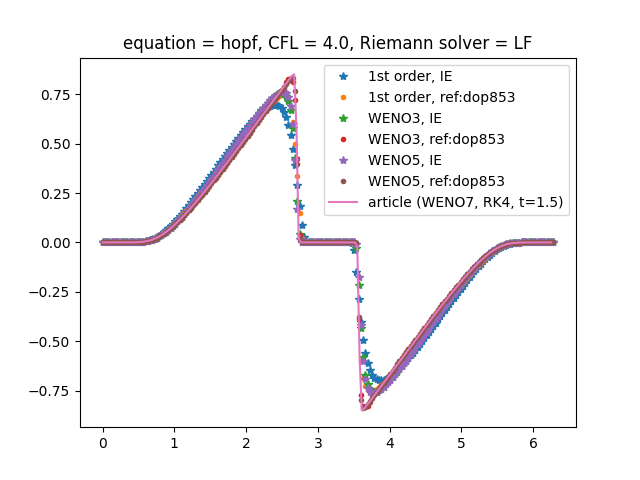 equation = hopf, CFL = 4.0, Riemann solver = LF
1st order, IE
1st order, ref:dop853
WENO3, IE
WENO3, ref:dop853
WENO5, IE
WENO5, ref:dop853
article (WENO7, RK4, t=1.5)
0.75
0.50
0.25
0.00
−0.25
−0.50
−0.75
0 1 2 3 4 5 6